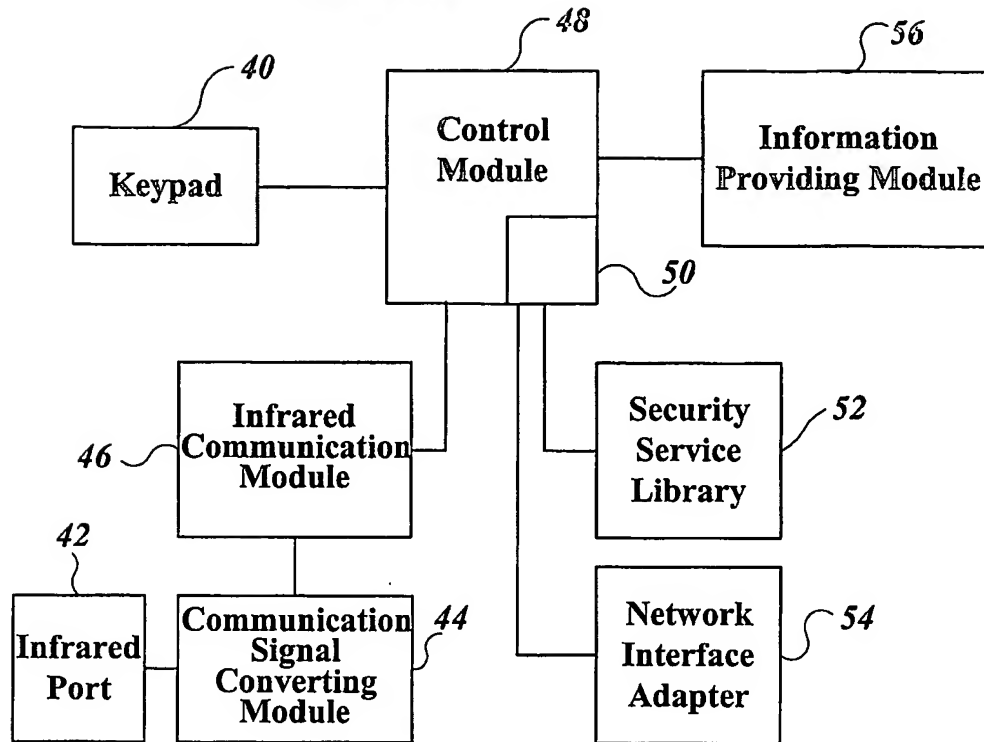 48
56
40
Control
Module
Information
Providing Module
Keypad
50
Infrared
Communication
Module
46
Security
Service
Library
52
42
Infrared
Port
Communication
Signal
Converting
Module
44
Network
Interface
Adapter
54